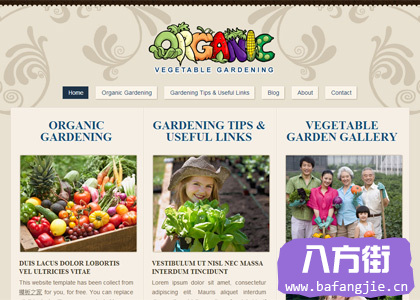 ORGANIC
VEGETABLE GARDENING
Home
Organic Gardening
Gardening Tips & Useful Links
Blog
About
Contact
ORGANIC
GARDENING
GARDENING TIPS &
USEFUL LINKS
VEGETABLE
GARDEN GALLERY
DUIS LACUS DOLOR LOBORTIS
VEL ULTRICIES VITAE
This website template has been collect from
模板之家 for you, for free. You can replace
VESTIBULUM UT NISL NEC MASSA
INTERDUM TINCIDUNT
Lorem ipsum dolor sit amet, consectetur
adipiscing elit. Mauris sed euismod
八方街
www.bafangjie.cn